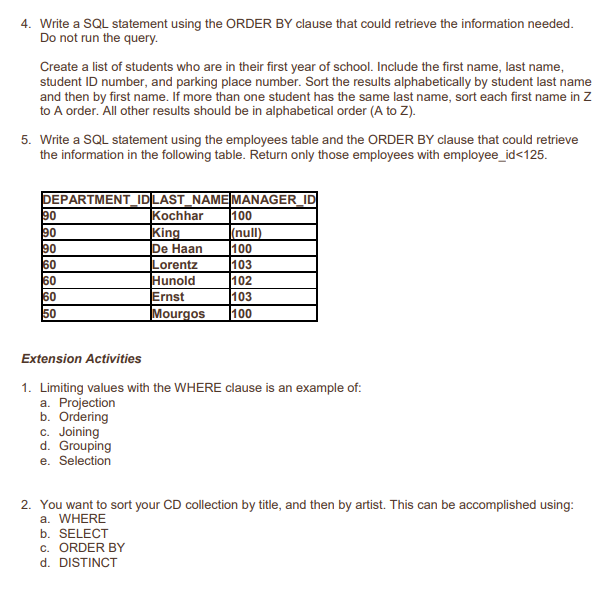 4. Write a SQL statement using the ORDER BY clause that could retrieve the information needed.
Do not run the query.
Create a list of students who are in their first year of school. Include the first name, last name,
student ID number, and parking place number. Sort the results alphabetically by student last name
and then by first name. If more than one student has the same last name, sort each first name in Z
to A order. All other results should be in alphabetical order (A to Z).
5. Write a SQL statement using the employees table and the ORDER BY clause that could retrieve
the information in the following table. Return only those employees with employee_id<125.
DEPARTMENT_ID LAST_NAME MANAGER_ID
90 Kochhar 100
90 King (null)
90 De Haan 100
60 Lorentz 103
60 Hunold 102
60 Ernst 103
50 Mourgos 100
Extension Activities
1. Limiting values with the WHERE clause is an example of:
a. Projection
b. Ordering
c. Joining
d. Grouping
e. Selection
2. You want to sort your CD collection by title, and then by artist. This can be accomplished using:
a. WHERE
b. SELECT
c. ORDER BY
d. DISTINCT